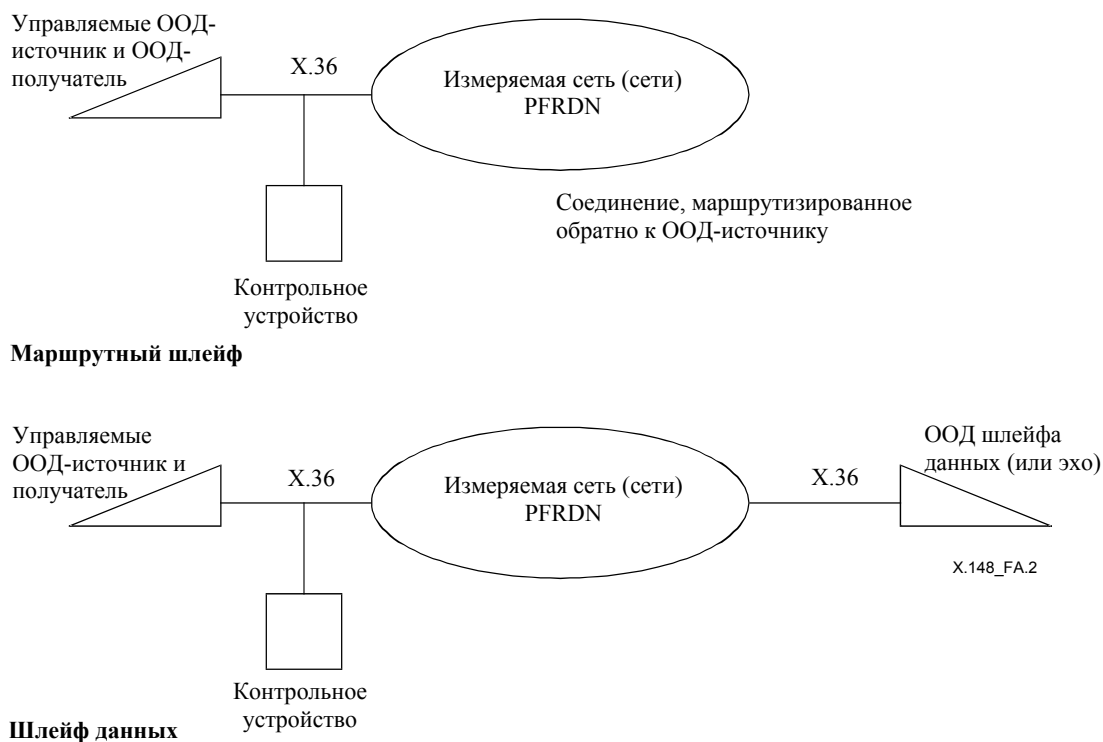 Управляемые ООД-
источник и ООД-
получатель
X.36
Измеряемая сеть (сети)
PFRDN
Соединение, маршрутизированное
обратно к ООД-источнику
Контрольное
устройство
Маршрутный шлейф
Управляемые
ООД-источник и
получатель
X.36
Измеряемая сеть (сети)
PFRDN
X.36
ООД шлейфа
данных (или эхо)
X.148_FA.2
Контрольное
устройство
Шлейф данных